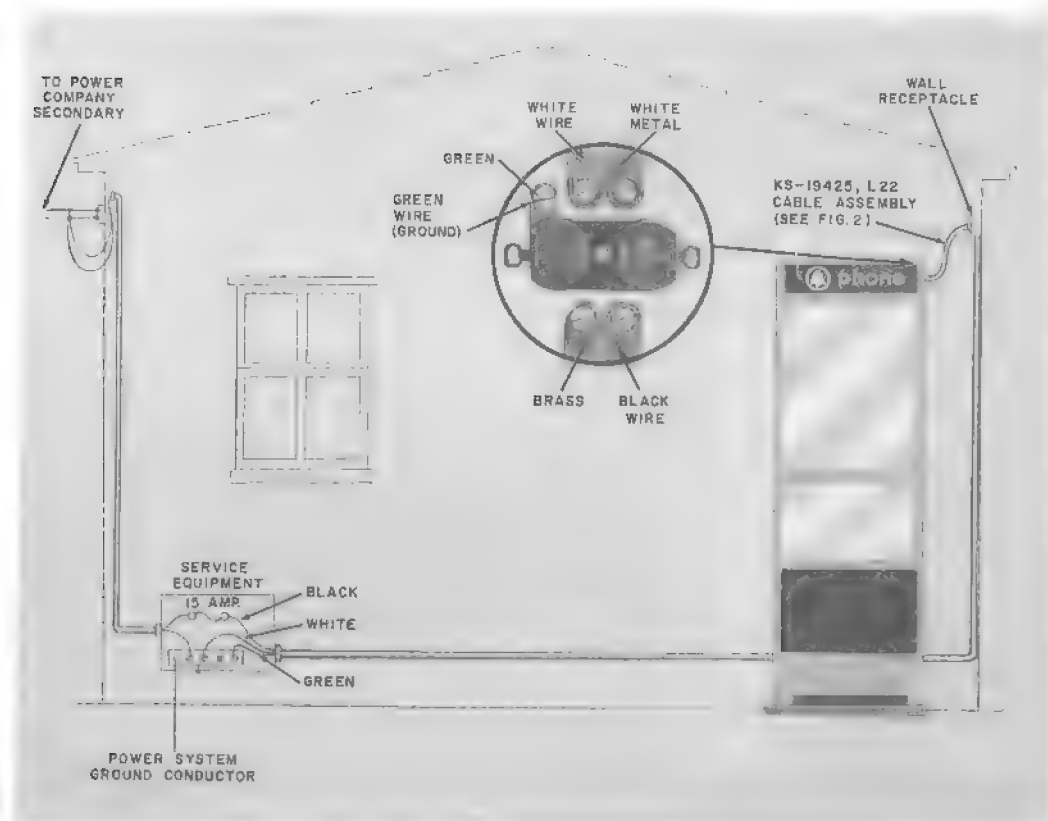 TO POWER
COMPANY
SECONDARY
WHITE
WIRE
WHITE
METAL
WALL
RECEPTACLE
GREEN
GREEN
WIRE
(GROUND)
KS-19425, L22
CABLE ASSEMBLY
(SEE FIG. 2)
phone
BRASS
BLACK
WIRE
SERVICE
EQUIPMENT
15 AMP.
BLACK
WHITE
GREEN
POWER SYSTEM
GROUND CONDUCTOR